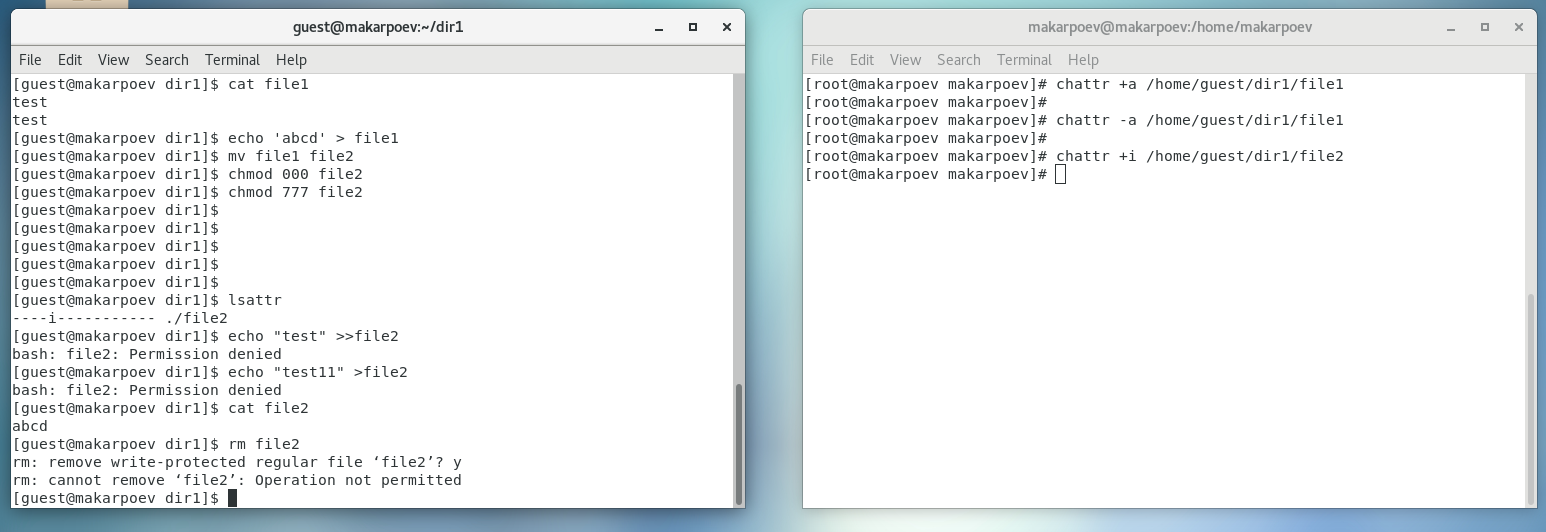 guest@makarpoev:~/dir1
File Edit View Search Terminal Help
[guest@makarpoev dir1]$ cat file1
test
test
[guest@makarpoev dir1]$ echo 'abcd' > file1
[guest@makarpoev dir1]$ mv file1 file2
[guest@makarpoev dir1]$ chmod 000 file2
[guest@makarpoev dir1]$ chmod 777 file2
[guest@makarpoev dir1]$
[guest@makarpoev dir1]$
[guest@makarpoev dir1]$
[guest@makarpoev dir1]$
[guest@makarpoev dir1]$
[guest@makarpoev dir1]$ lsattr
----i----------- ./file2
[guest@makarpoev dir1]$ echo "test" >>file2
bash: file2: Permission denied
[guest@makarpoev dir1]$ echo "test11" >file2
bash: file2: Permission denied
[guest@makarpoev dir1]$ cat file2
abcd
[guest@makarpoev dir1]$ rm file2
rm: remove write-protected regular file ‘file2’? y
rm: cannot remove ‘file2’: Operation not permitted
[guest@makarpoev dir1]$
makarpoev@makarpoev:/home/makarpoev
File Edit View Search Terminal Help
[root@makarpoev makarpoev]# chattr +a /home/guest/dir1/file1
[root@makarpoev makarpoev]#
[root@makarpoev makarpoev]# chattr -a /home/guest/dir1/file1
[root@makarpoev makarpoev]#
[root@makarpoev makarpoev]# chattr +i /home/guest/dir1/file2
[root@makarpoev makarpoev]#